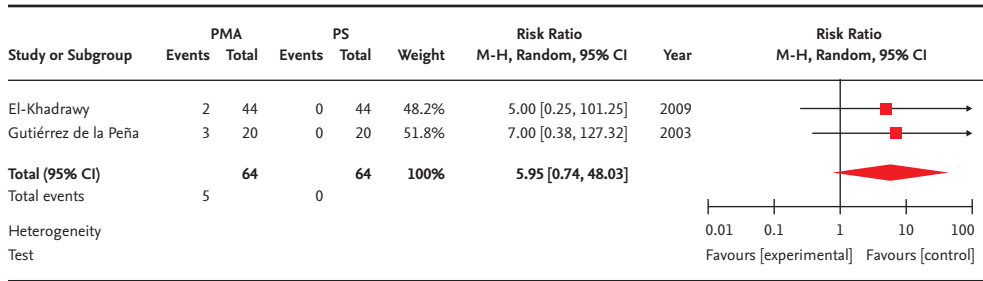 PMA PS Risk Ratio Risk Ratio
Study or Subgroup Events Total Events Total Weight M-H, Random, 95% CI Year M-H, Random, 95% CI
El-Khadrawy 2 44 0 44 48.2% 5.00 [0.25, 101.25] 2009
Gutiérrez de la Peña 3 20 0 20 51.8% 7.00 [0.38, 127.32] 2003
Total (95% CI) 64 64 100% 5.95 [0.74, 48.03]
Total events 5 0
Heterogeneity 0.01 0.1 1 10 100
Test Favours [experimental] Favours [control]